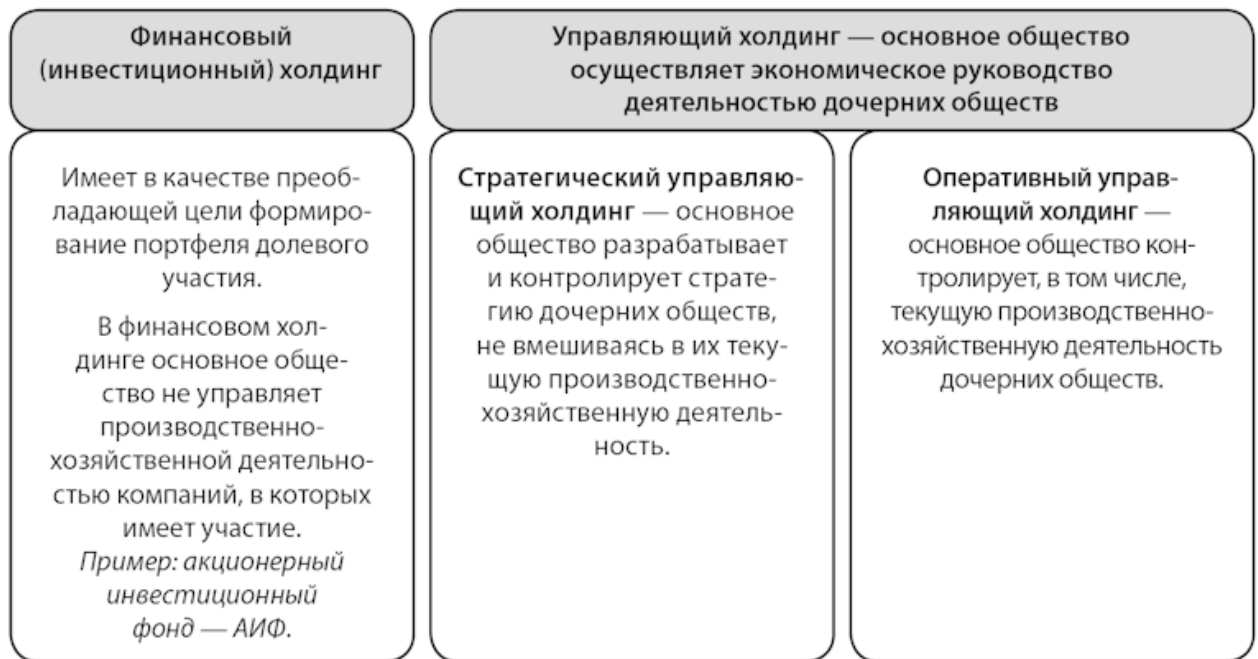 Финансовый
(инвестиционный) холдинг
Управляющий холдинг — основное общество
осуществляет экономическое руководство
деятельностью дочерних обществ
Имеет в качестве преоб-
ладающей цели формиро-
вание портфеля долевого
участия.
В финансовом хол-
динге основное обще-
ство не управляет
производственно-
хозяйственной деятельно-
стью компаний, в которых
имеет участие.
Пример: акционерный
инвестиционный
фонд — АИФ.
Стратегический управляю-
щий холдинг — основное
общество разрабатывает
и контролирует страте-
гию дочерних обществ,
не вмешиваясь в их теку-
щую производственно-
хозяйственную деятель-
ность.
Оперативный управ-
ляющий холдинг —
основное общество кон-
тролирует, в том числе,
текущую производственно-
хозяйственную деятельность
дочерних обществ.